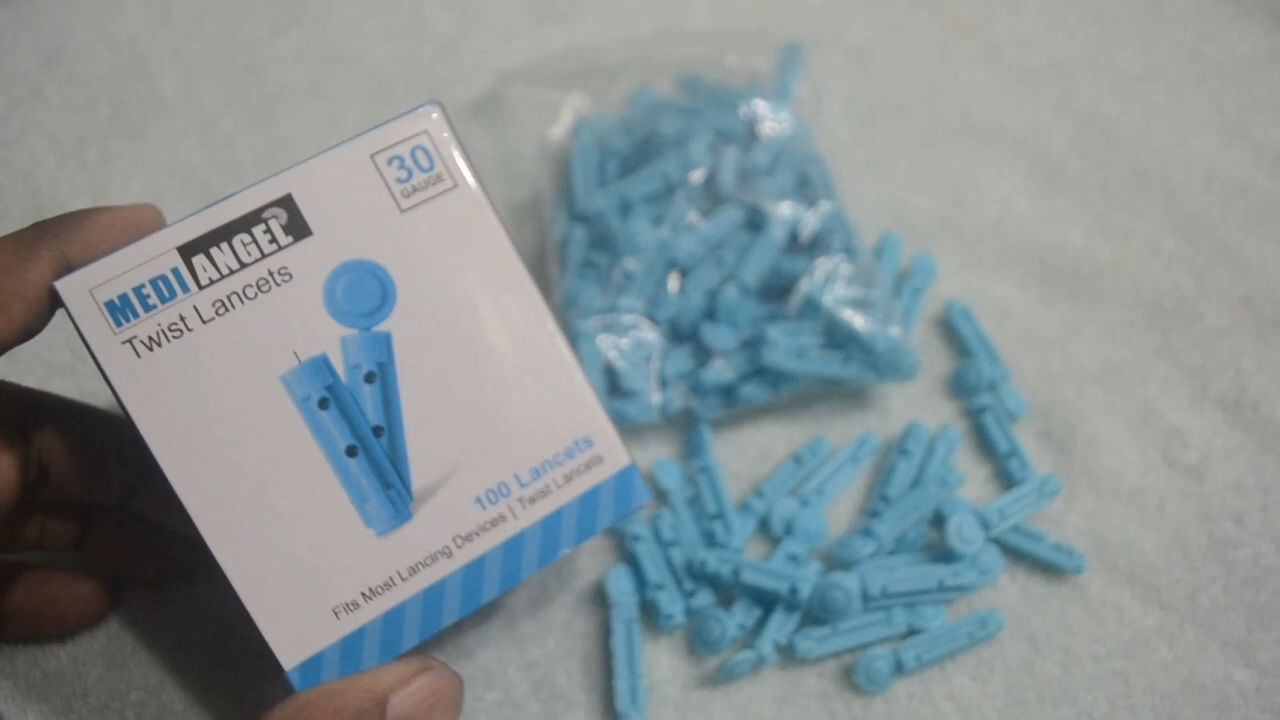 30
GAUGE
MEDI ANGEL
Twist Lancets
100 Lancets
Fits Most Lancing Devices | Twist Lancets